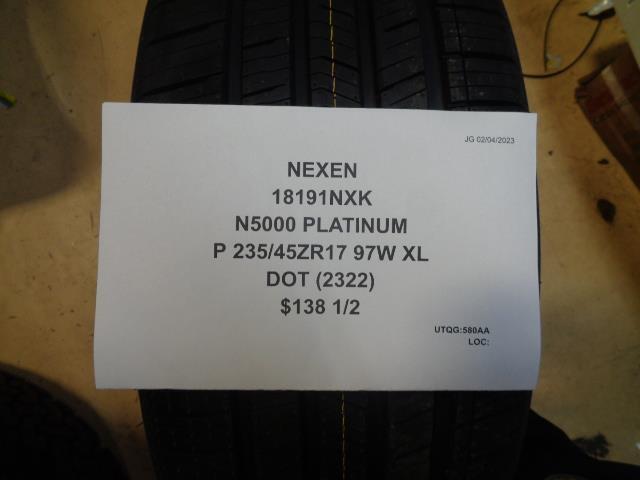 JG 02/04/2023
NEXEN
18191NXK
N5000 PLATINUM
P 235/45ZR17 97W XL
DOT (2322)
$138 1/2
UTQG:580AA
LOC: